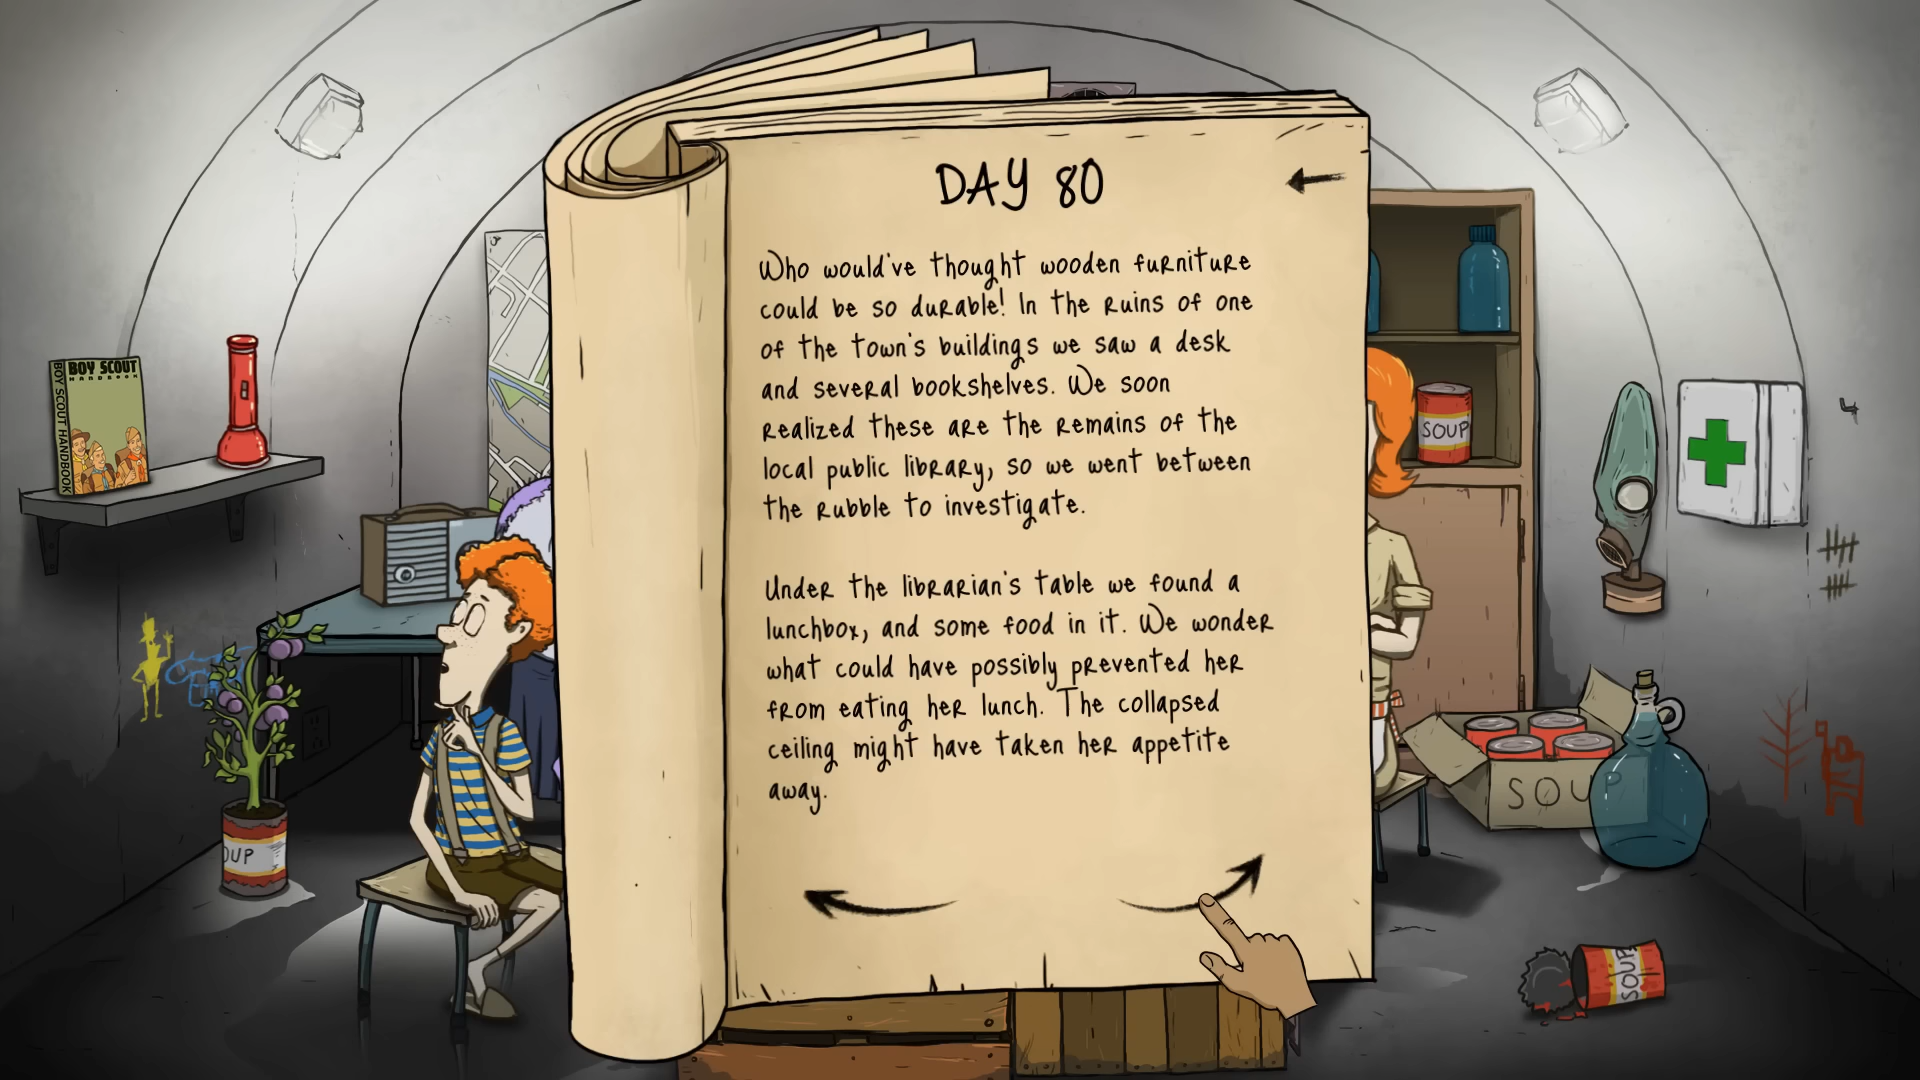 DAY 80
Who would've thought wooden furniture
could be so durable! In the ruins of one
of the town's buildings we saw a desk
and several bookshelves. We soon
realized these are the remains of the
local public library, so we went between
the rubble to investigate.
Under the librarian's table we found a
lunchbox, and some food in it. We wonder
what could have possibly prevented her
from eating her lunch. The collapsed
ceiling might have taken her appetite
away.
BOY SCOUT
HANDBOOK
BOY SCOUT HANDBOOK
SOUP
OUP
SOU
SOUP